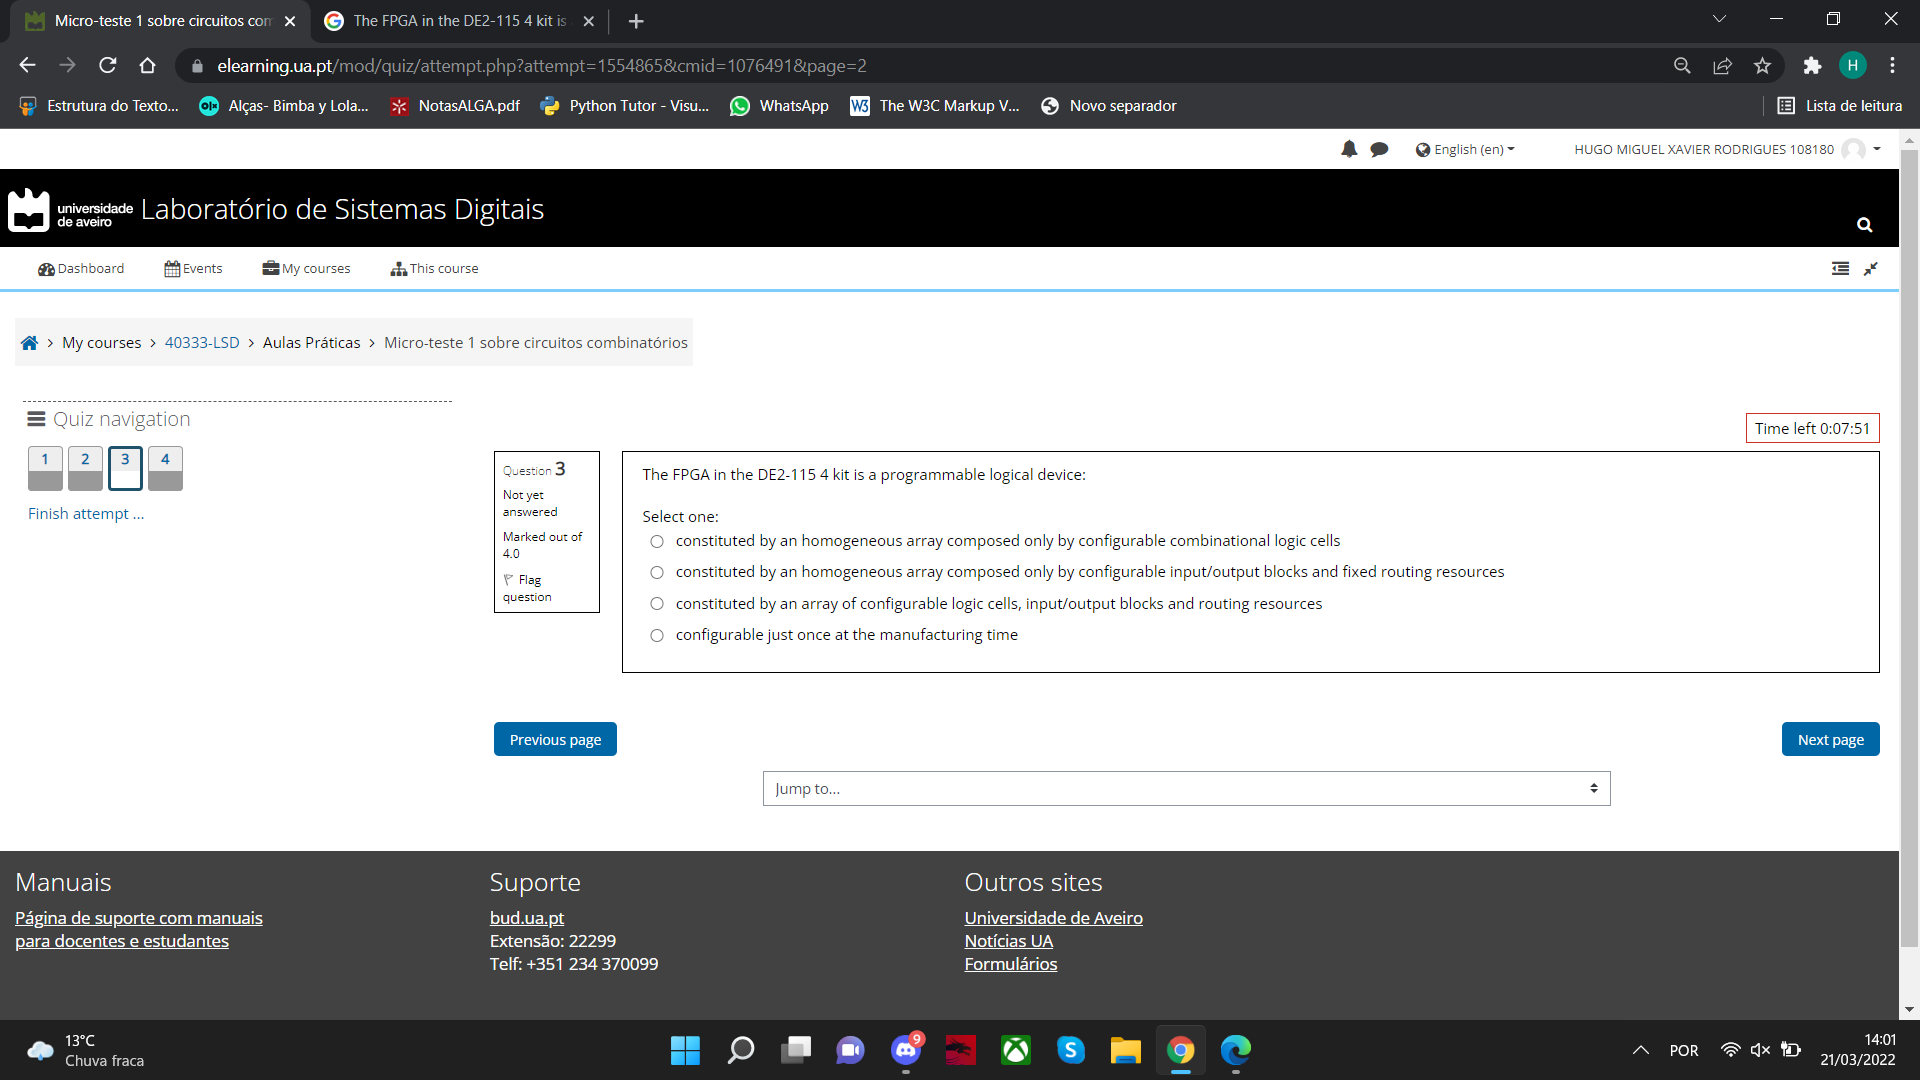 Micro-teste 1 sobre circuitos com
The FPGA in the DE2-115 4 kit is
elearning.ua.pt/mod/quiz/attempt.php?attempt=1554865&cmid=1076491&page=2
H
Estrutura do Texto...
olx
Alças- Bimba y Lola...
NotasALGA.pdf
Python Tutor - Visu...
WhatsApp
W3
The W3C Markup V...
Novo separador
Lista de leitura
English (en)
HUGO MIGUEL XAVIER RODRIGUES 108180
universidade
de aveiro
Laboratório de Sistemas Digitais
Dashboard
Events
My courses
This course
My courses > 40333-LSD > Aulas Práticas > Micro-teste 1 sobre circuitos combinatórios
Quiz navigation
1 2 3 4
Finish attempt ...
Time left 0:07:51
Question 3
Not yet
answered
Marked out of
4.0
Flag
question
The FPGA in the DE2-115 4 kit is a programmable logical device:
Select one:
constituted by an homogeneous array composed only by configurable combinational logic cells
constituted by an homogeneous array composed only by configurable input/output blocks and fixed routing resources
constituted by an array of configurable logic cells, input/output blocks and routing resources
configurable just once at the manufacturing time
Previous page
Next page
Jump to...
Manuais
Página de suporte com manuais
para docentes e estudantes
Suporte
bud.ua.pt
Extensão: 22299
Telf: +351 234 370099
Outros sites
Universidade de Aveiro
Notícias UA
Formulários
13°C
Chuva fraca
9
S
POR
14:01
21/03/2022